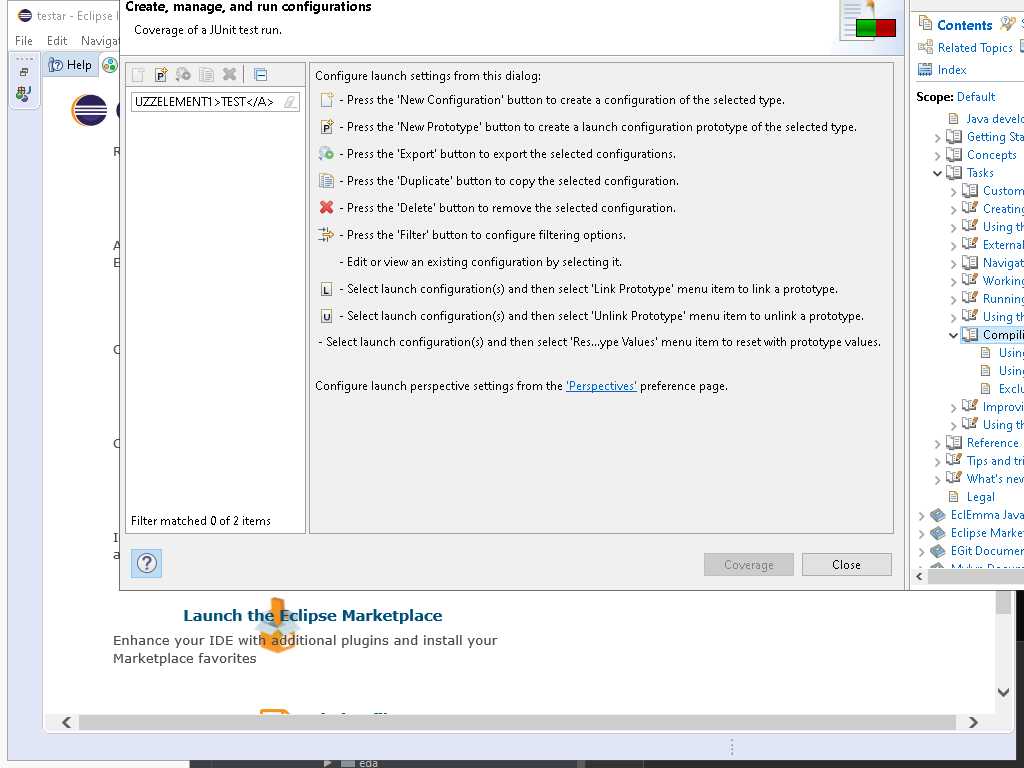 testar - Eclipse
File Edit Naviga
Help
Create, manage, and run configurations
Coverage of a JUnit test run.
UZZELEMENT1>TEST</A>
Filter matched 0 of 2 items
Configure launch settings from this dialog:
- Press the 'New Configuration' button to create a configuration of the selected type.
- Press the 'New Prototype' button to create a launch configuration prototype of the selected type.
- Press the 'Export' button to export the selected configurations.
- Press the 'Duplicate' button to copy the selected configuration.
- Press the 'Delete' button to remove the selected configuration.
- Press the 'Filter' button to configure filtering options.
- Edit or view an existing configuration by selecting it.
- Select launch configuration(s) and then select 'Link Prototype' menu item to link a prototype.
- Select launch configuration(s) and then select 'Unlink Prototype' menu item to unlink a prototype.
- Select launch configuration(s) and then select 'Res...ype Values' menu item to reset with prototype values.
Configure launch perspective settings from the 'Perspectives' preference page.
Coverage
Close
Contents
Related Topics
Index
Scope: Default
Java develo
Getting Sta
Concepts
Tasks
Custom
Creating
Using th
External
Navigat
Working
Running
Using th
Compili
Using
Using
Exclu
Improvi
Using th
Reference
Tips and tri
What's new
Legal
EclEmma Java
Eclipse Marke
EGit Documen
Mylyn Docum
Launch the Eclipse Marketplace
Enhance your IDE with additional plugins and install your
Marketplace favorites
eda